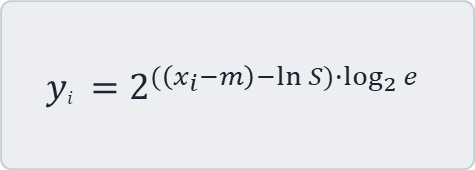 yᵢ = 2^((xᵢ−m)−ln S)·log₂ e